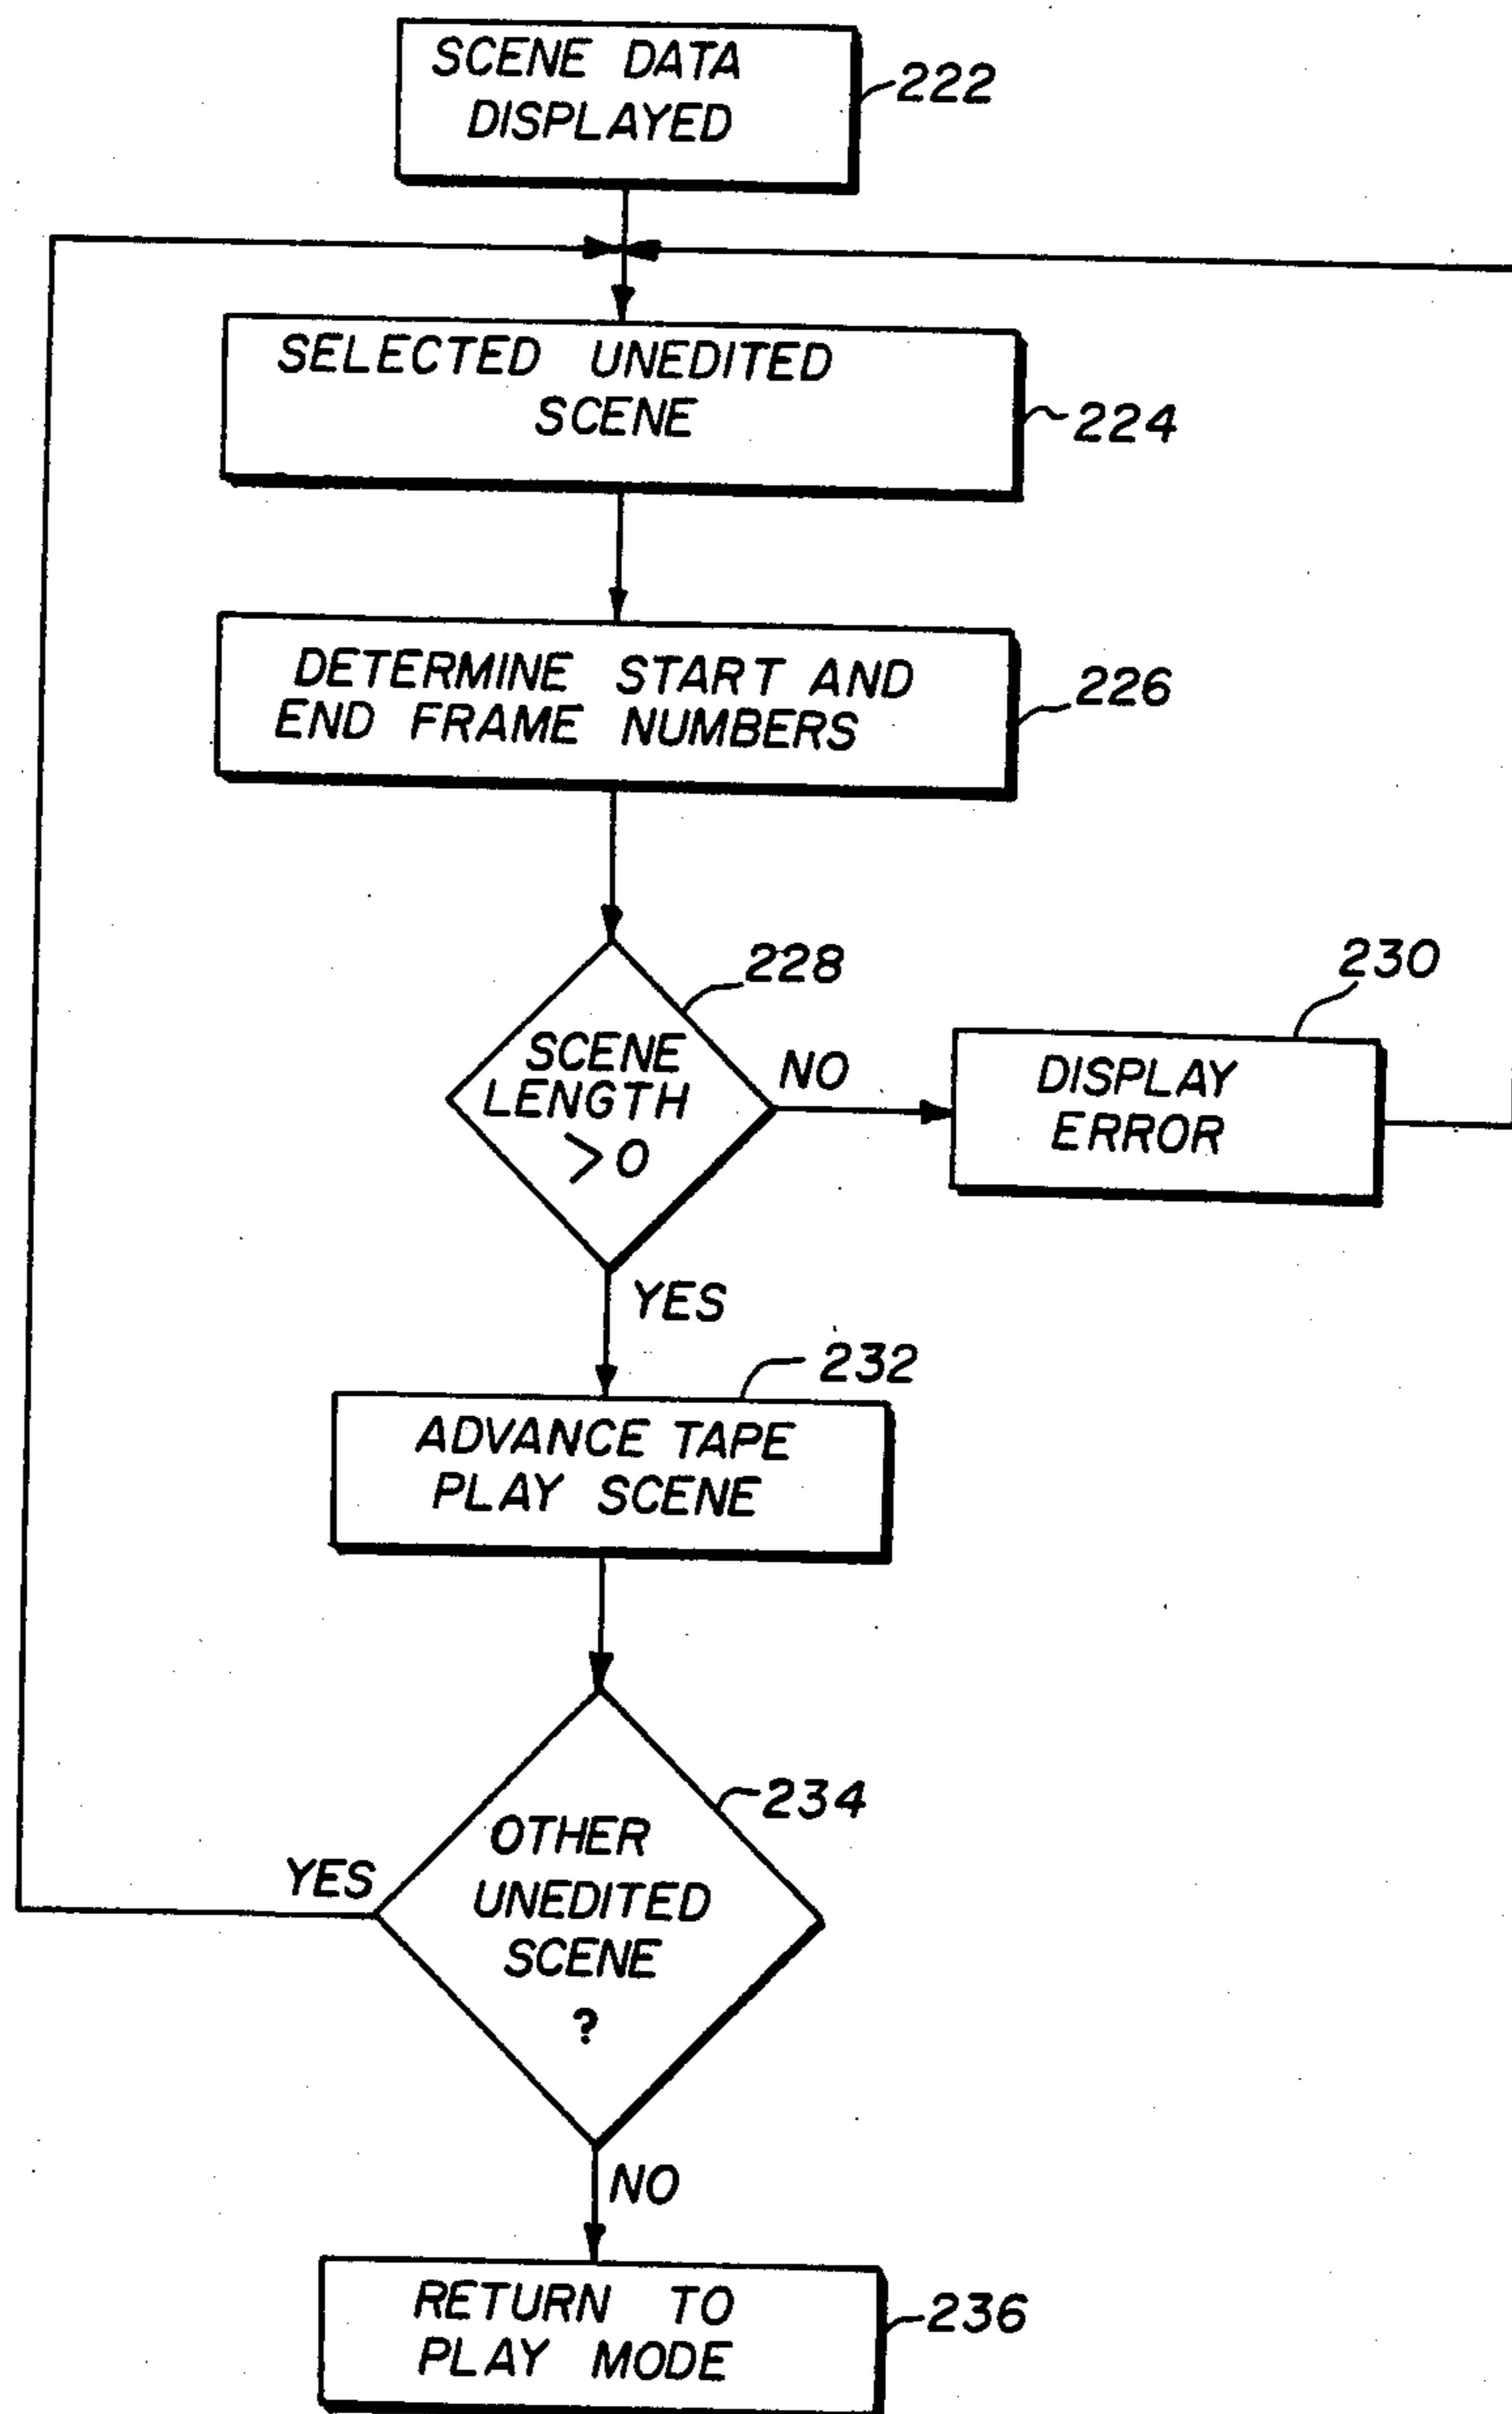 SCENE DATA
DISPLAYED
222
SELECTED UNEDITED
SCENE
224
DETERMINE START AND
END FRAME NUMBERS
226
228
SCENE
LENGTH
>0
NO
230
DISPLAY
ERROR
YES
232
ADVANCE TAPE
PLAY SCENE
234
OTHER
UNEDITED
SCENE
?
YES
NO
RETURN TO
PLAY MODE
236